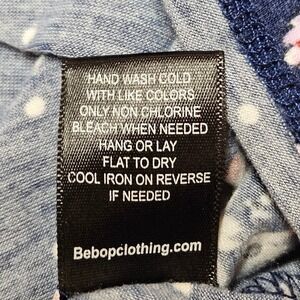 HAND WASH COLD
WITH LIKE COLORS
ONLY NON CHLORINE
BLEACH WHEN NEEDED
HANG OR LAY
FLAT TO DRY
COOL IRON ON REVERSE
IF NEEDED
Bebopclothing.com